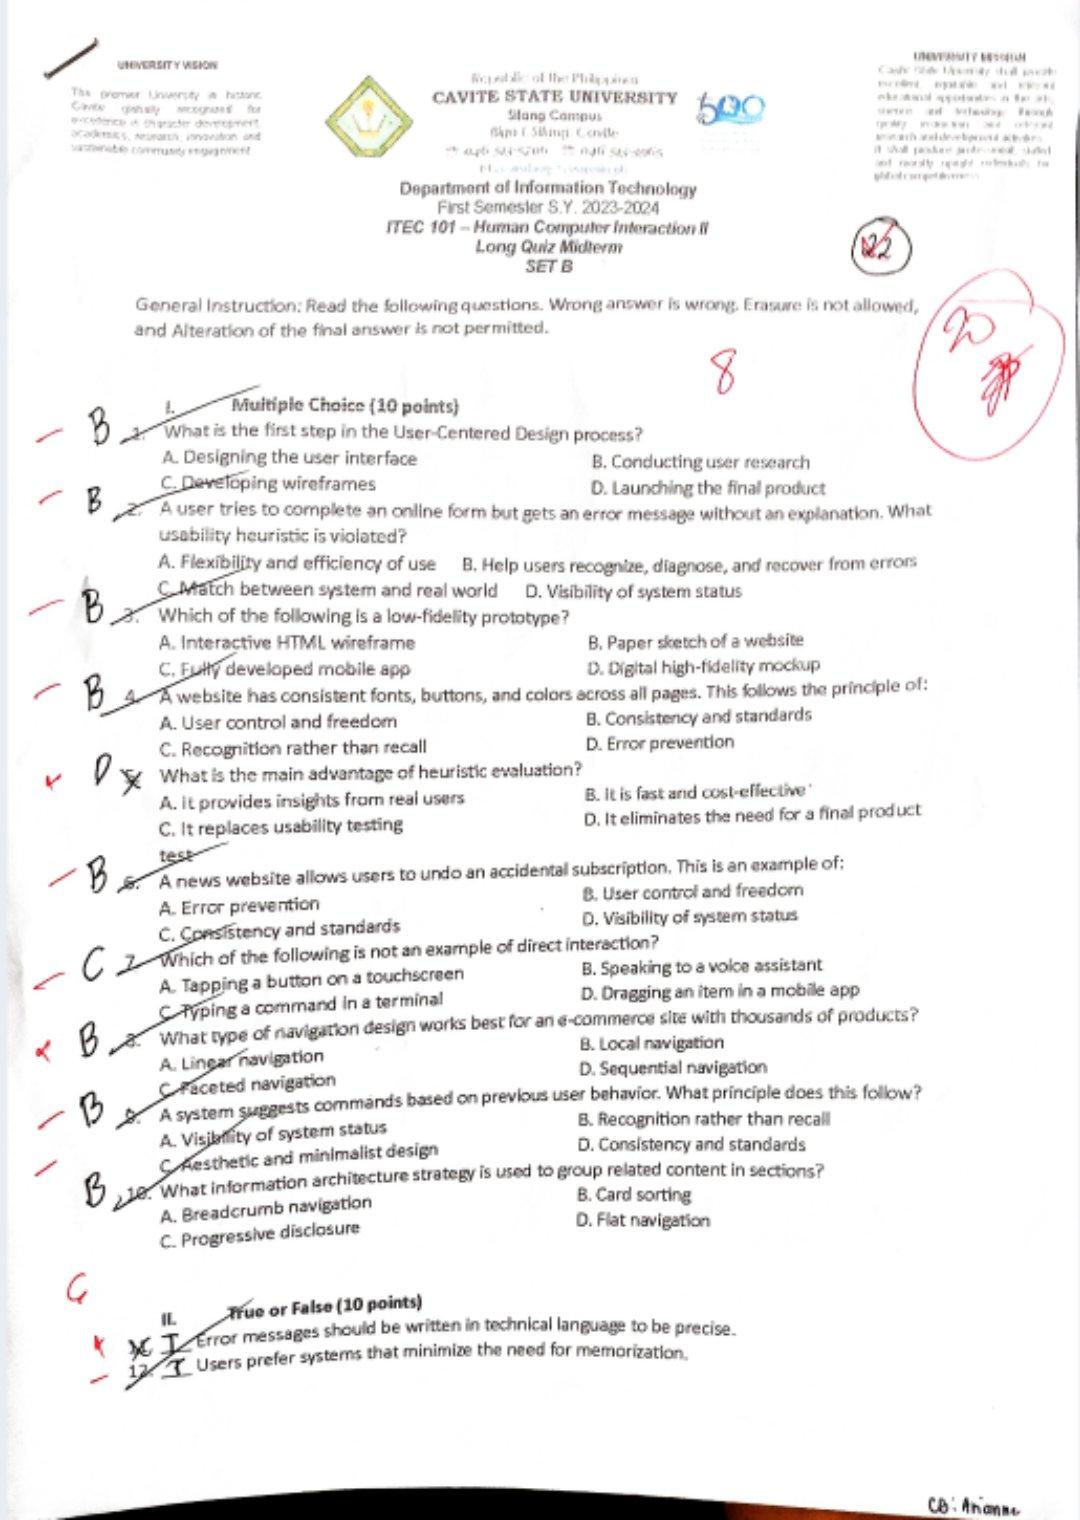 UNIVERSITY VISION
The premier University in historic
Cavite globally recognized for
excellence in character development,
academics, research, innovation and
sustainable community engagement
Republic of the Philippines
CAVITE STATE UNIVERSITY
Silang Campus
UNIVERSITY MISSION
Cavite State University shall provide
excellent, equitable and relevant
educational opportunities in the arts,
science and technology through
quality instruction and relevant
research and development activities.
It shall produce professional, skilled
and morally upright individuals for
global competitiveness
Department of Information Technology
First Semester S.Y. 2023-2024
ITEC 101 – Human Computer Interaction II
Long Quiz Midterm
SET B
22
General Instruction: Read the following questions. Wrong answer is wrong. Erasure is not allowed,
and Alteration of the final answer is not permitted.
20
8
I. Multiple Choice (10 points)
B 1. What is the first step in the User-Centered Design process?
A. Designing the user interface B. Conducting user research
C. Developing wireframes D. Launching the final product
B 2. A user tries to complete an online form but gets an error message without an explanation. What
usability heuristic is violated?
A. Flexibility and efficiency of use B. Help users recognize, diagnose, and recover from errors
C. Match between system and real world D. Visibility of system status
B 3. Which of the following is a low-fidelity prototype?
A. Interactive HTML wireframe B. Paper sketch of a website
C. Fully developed mobile app D. Digital high-fidelity mockup
B 4. A website has consistent fonts, buttons, and colors across all pages. This follows the principle of:
A. User control and freedom B. Consistency and standards
C. Recognition rather than recall D. Error prevention
D 5. What is the main advantage of heuristic evaluation?
A. it provides insights from real users B. It is fast and cost-effective
C. It replaces usability testing D. It eliminates the need for a final product
test
B 6. A news website allows users to undo an accidental subscription. This is an example of:
A. Error prevention B. User control and freedom
C. Consistency and standards D. Visibility of system status
C 7. Which of the following is not an example of direct interaction?
A. Tapping a button on a touchscreen B. Speaking to a voice assistant
C. Typing a command in a terminal D. Dragging an item in a mobile app
B 8. What type of navigation design works best for an e-commerce site with thousands of products?
A. Linear navigation B. Local navigation
C. Faceted navigation D. Sequential navigation
B 9. A system suggests commands based on previous user behavior. What principle does this follow?
A. Visibility of system status B. Recognition rather than recall
C. Aesthetic and minimalist design D. Consistency and standards
B 10. What information architecture strategy is used to group related content in sections?
A. Breadcrumb navigation B. Card sorting
C. Progressive disclosure D. Flat navigation
II. True or False (10 points)
T Error messages should be written in technical language to be precise.
12. T Users prefer systems that minimize the need for memorization.
CB: Arianne